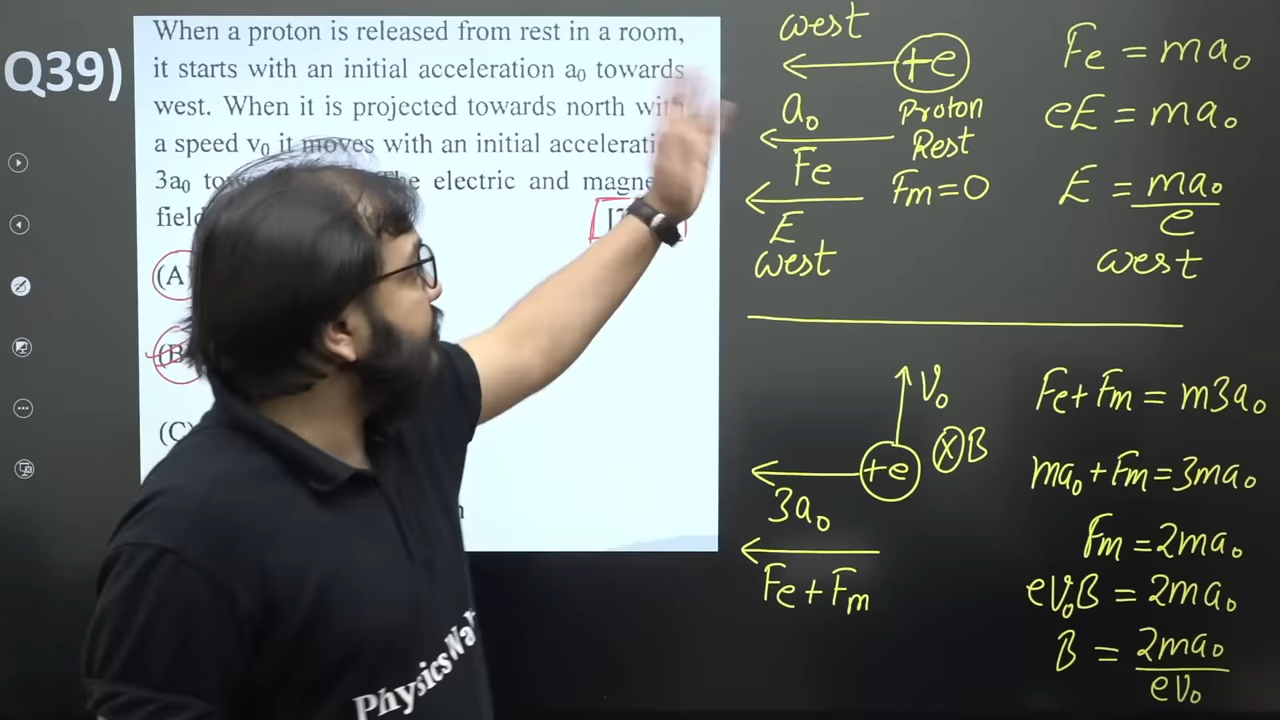 Q39)
When a proton is released from rest in a room,
it starts with an initial acceleration a₀ towards
west. When it is projected towards north with
a speed v₀ it moves with an initial
3a₀ The electric and
(A)
(B)
(C)
west
+e
a₀
Proton
Rest
Fe
Fm=0
E
west
Fe = ma₀
eE = ma₀
E = ma₀/e
west
V₀
+e
⊗B
3a₀
Fe+Fm
Fe+Fm = m3a₀
ma₀+Fm=3ma₀
Fm=2ma₀
eV₀B = 2ma₀
B = 2ma₀/eV₀